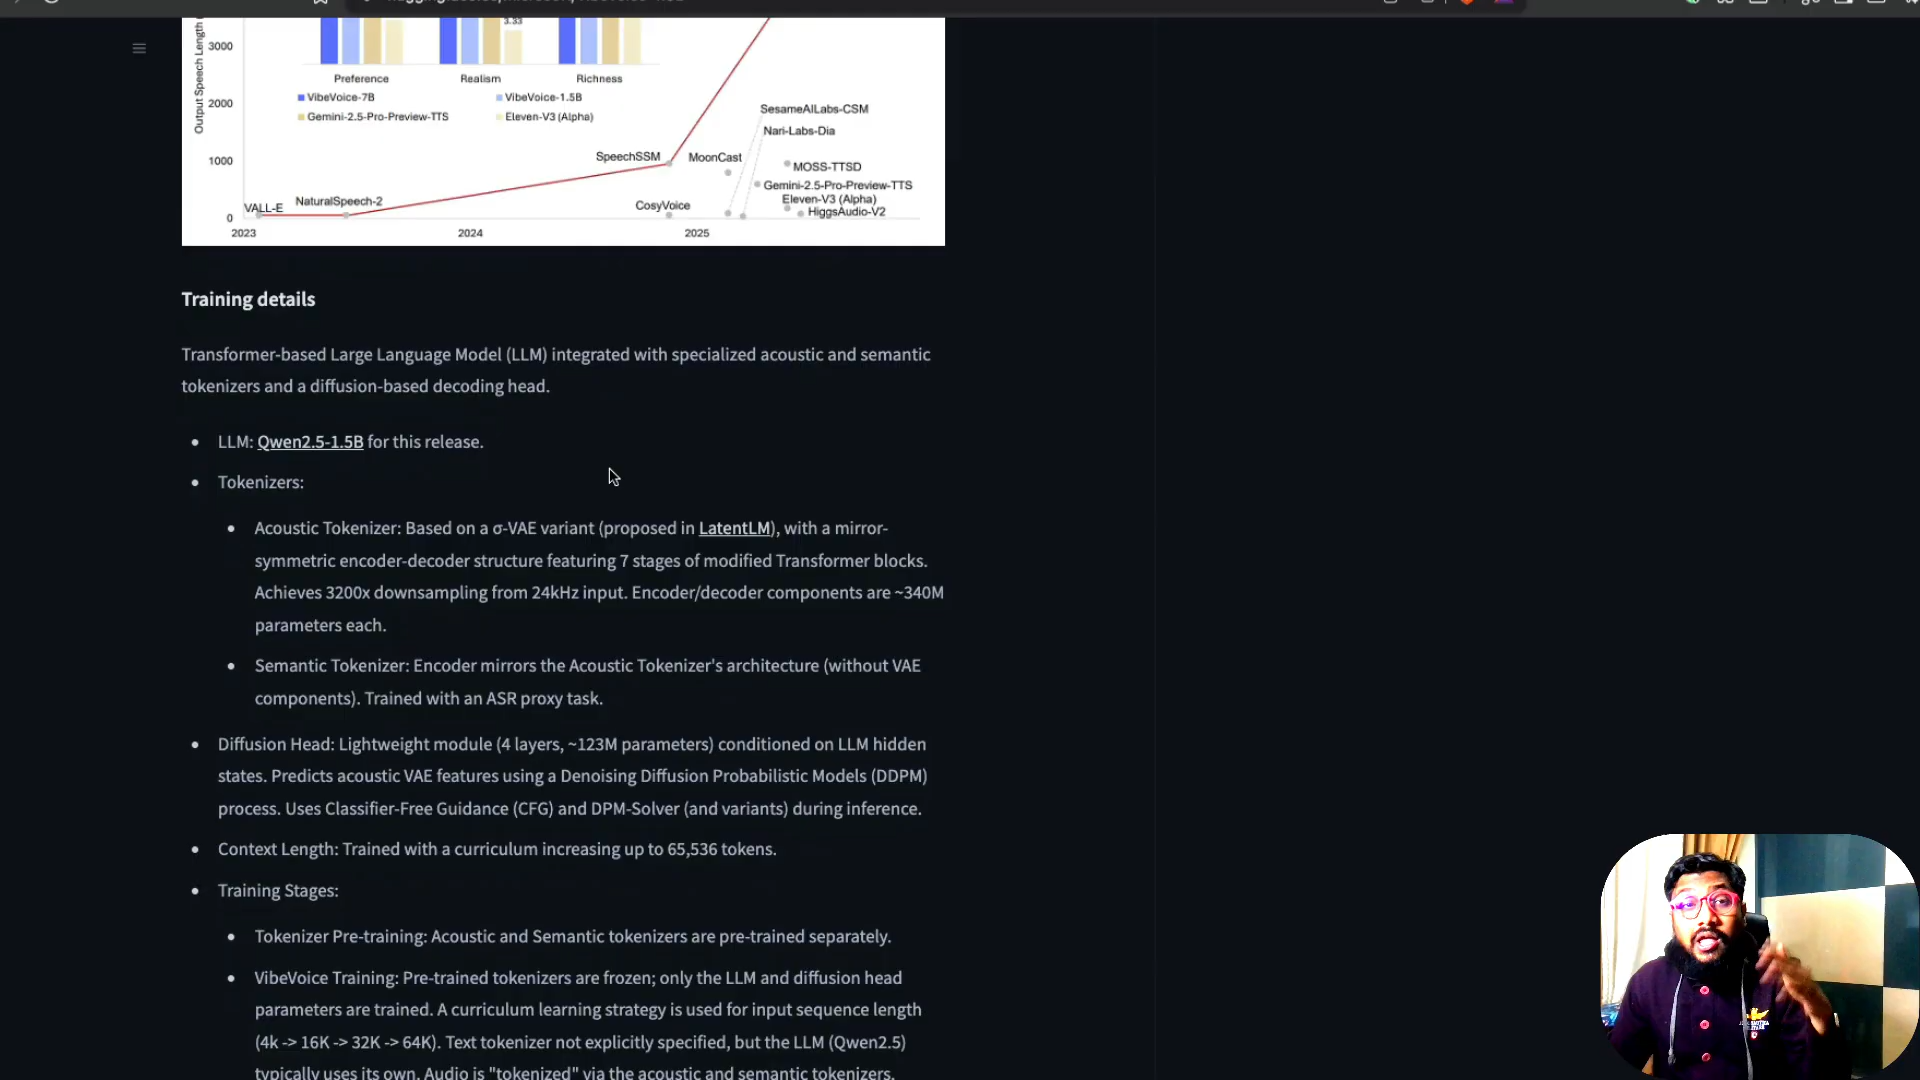 3.33
Output Speech Length
3000
2000
1000
0
Preference
Realism
Richness
VibeVoice-7B
VibeVoice-1.5B
Gemini-2.5-Pro-Preview-TTS
Eleven-V3 (Alpha)
SesameAILabs-CSM
Nari-Labs-Dia
SpeechSSM
MoonCast
MOSS-TTSD
Gemini-2.5-Pro-Preview-TTS
Eleven-V3 (Alpha)
HiggsAudio-V2
VALL-E
NaturalSpeech-2
CosyVoice
2023
2024
2025
Training details
Transformer-based Large Language Model (LLM) integrated with specialized acoustic and semantic
tokenizers and a diffusion-based decoding head.
• LLM: Qwen2.5-1.5B for this release.
• Tokenizers:
• Acoustic Tokenizer: Based on a σ-VAE variant (proposed in LatentLM), with a mirror-
symmetric encoder-decoder structure featuring 7 stages of modified Transformer blocks.
Achieves 3200x downsampling from 24kHz input. Encoder/decoder components are ~340M
parameters each.
• Semantic Tokenizer: Encoder mirrors the Acoustic Tokenizer's architecture (without VAE
components). Trained with an ASR proxy task.
• Diffusion Head: Lightweight module (4 layers, ~123M parameters) conditioned on LLM hidden
states. Predicts acoustic VAE features using a Denoising Diffusion Probabilistic Models (DDPM)
process. Uses Classifier-Free Guidance (CFG) and DPM-Solver (and variants) during inference.
• Context Length: Trained with a curriculum increasing up to 65,536 tokens.
• Training Stages:
• Tokenizer Pre-training: Acoustic and Semantic tokenizers are pre-trained separately.
• VibeVoice Training: Pre-trained tokenizers are frozen; only the LLM and diffusion head
parameters are trained. A curriculum learning strategy is used for input sequence length
(4k -> 16K -> 32K -> 64K). Text tokenizer not explicitly specified, but the LLM (Qwen2.5)
typically uses its own. Audio is "tokenized" via the acoustic and semantic tokenizers.